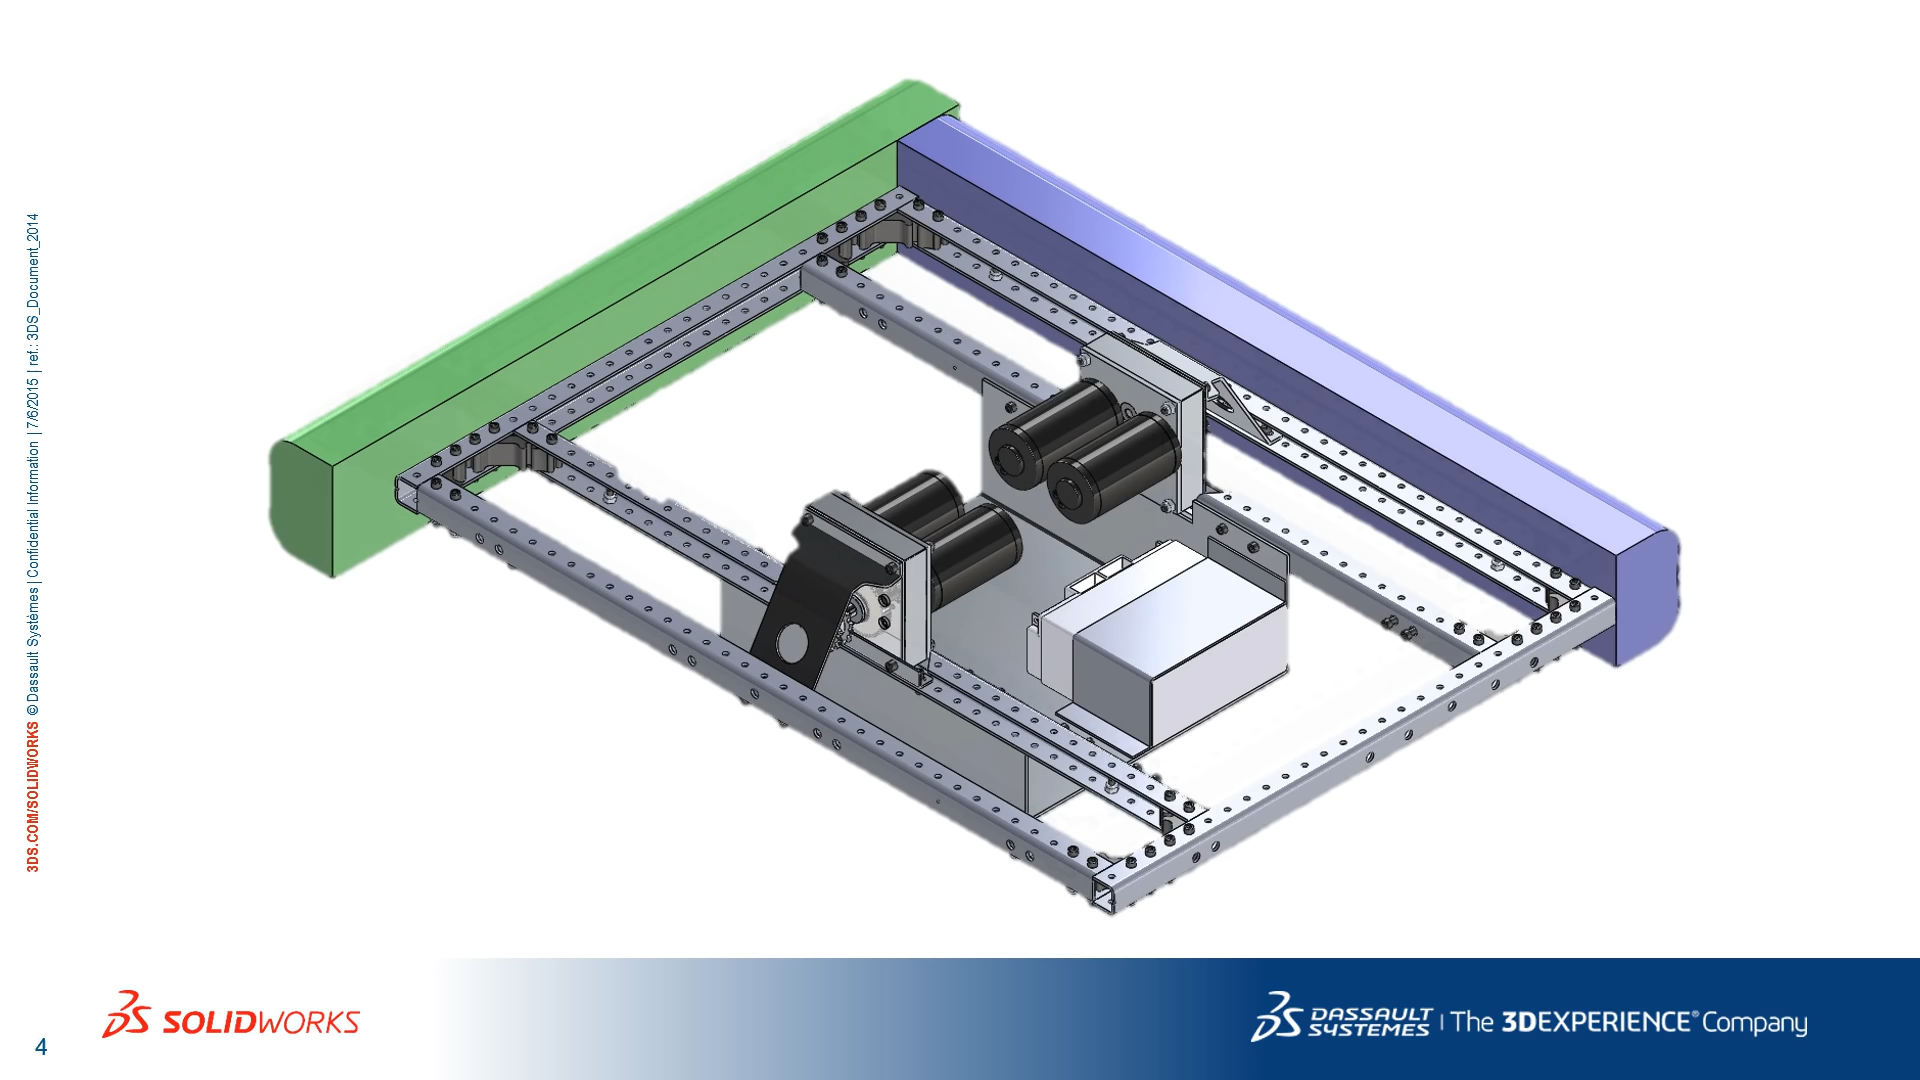 3DS.COM/SOLIDWORKS © Dassault Systèmes | Confidential Information | 7/6/2015 | ref.: 3DS_Document_2014
SOLIDWORKS
4
DASSAULT SYSTEMES | The 3DEXPERIENCE® Company